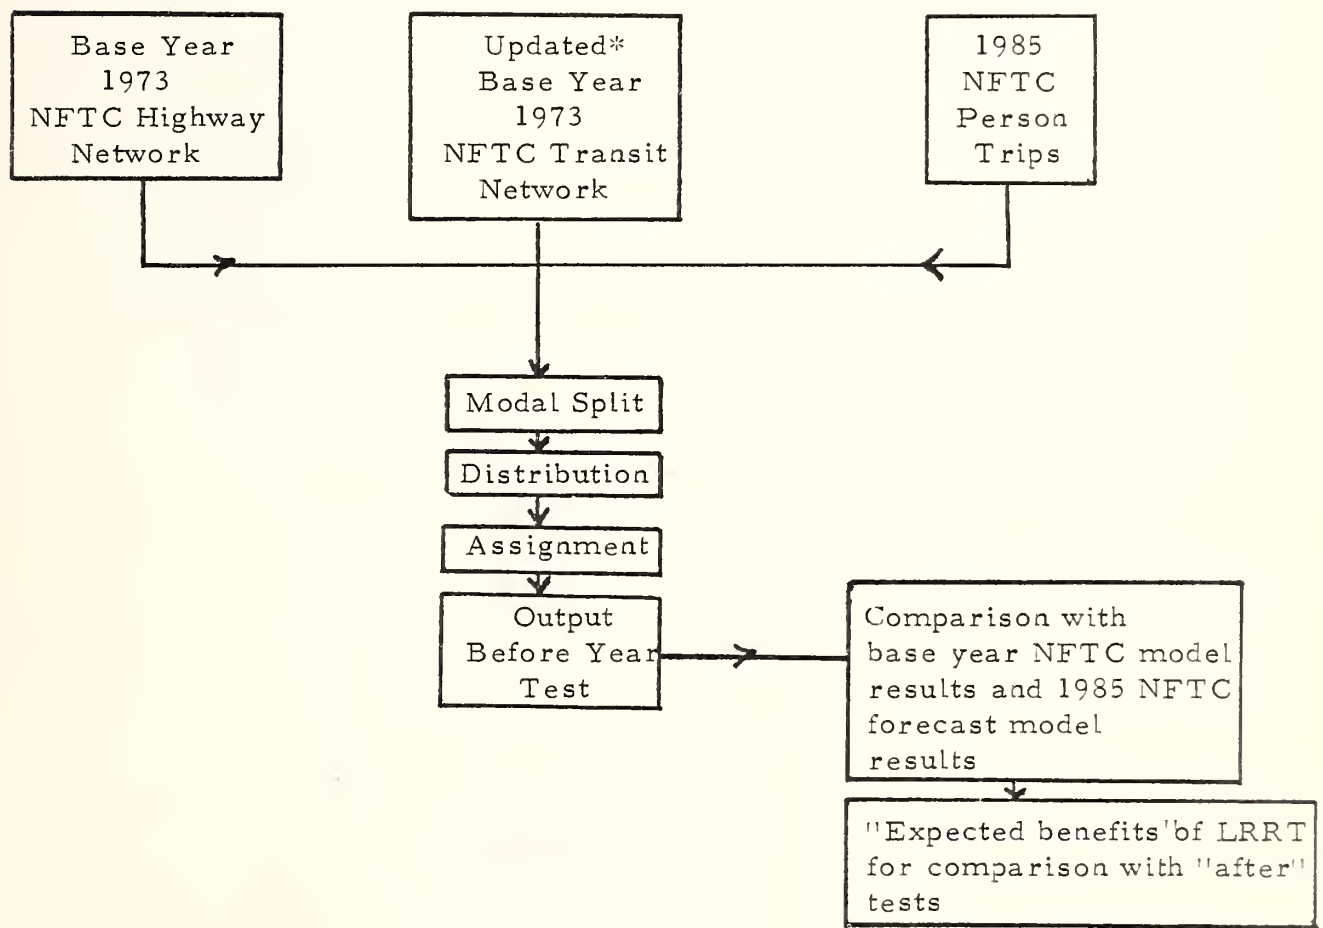 Base Year
1973
NFTC Highway
Network
Updated*
Base Year
1973
NFTC Transit
Network
1985
NFTC
Person
Trips
Modal Split
Distribution
Assignment
Output
Before Year
Test
Comparison with
base year NFTC model
results and 1985 NFTC
forecast model
results
"Expected benefits'of LRRT
for comparison with "after"
tests